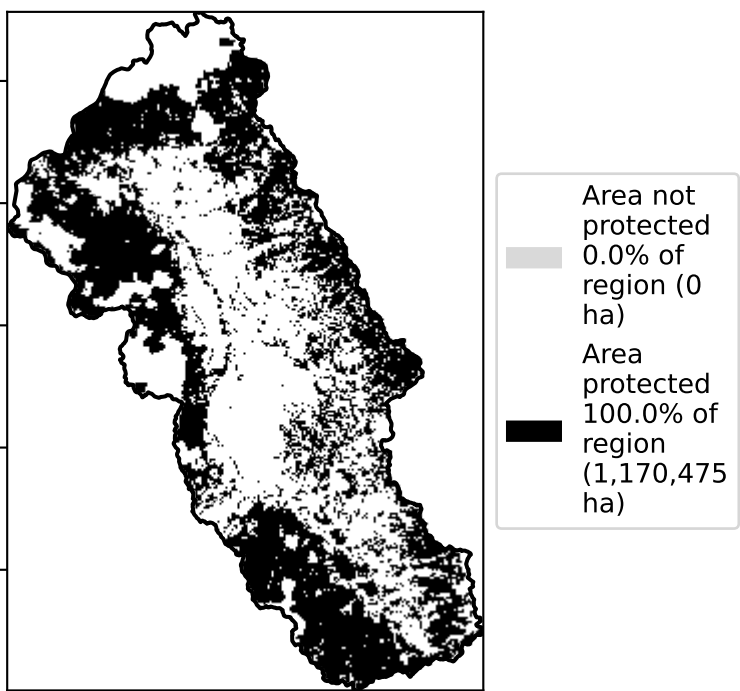 Area not
protected
0.0% of
region (0
ha)
Area
protected
100.0% of
region
(1,170,475
ha)